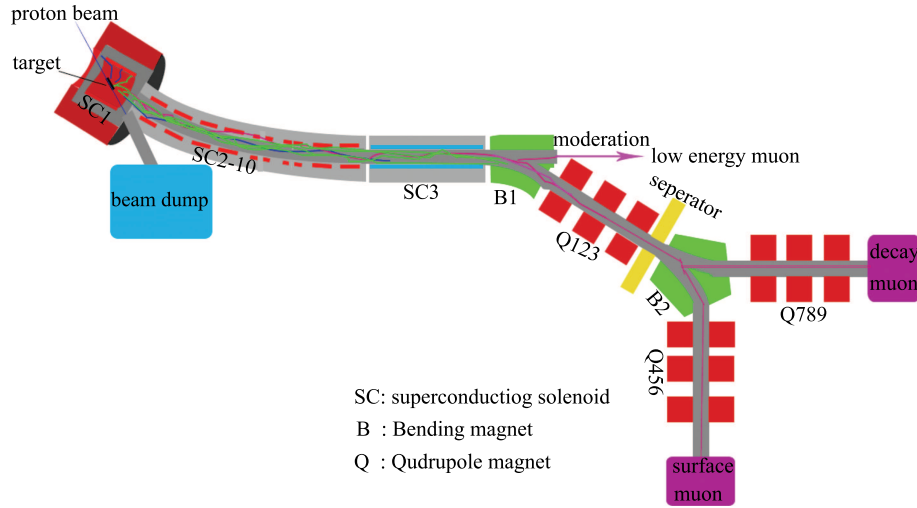 proton beam
target
SC1
SC2-10
beam dump
SC3
B1
moderation
low energy muon
seperator
Q123
B2
decay
muon
Q789
Q456
surface
muon
SC: superconductiog solenoid
B : Bending magnet
Q : Qudrupole magnet